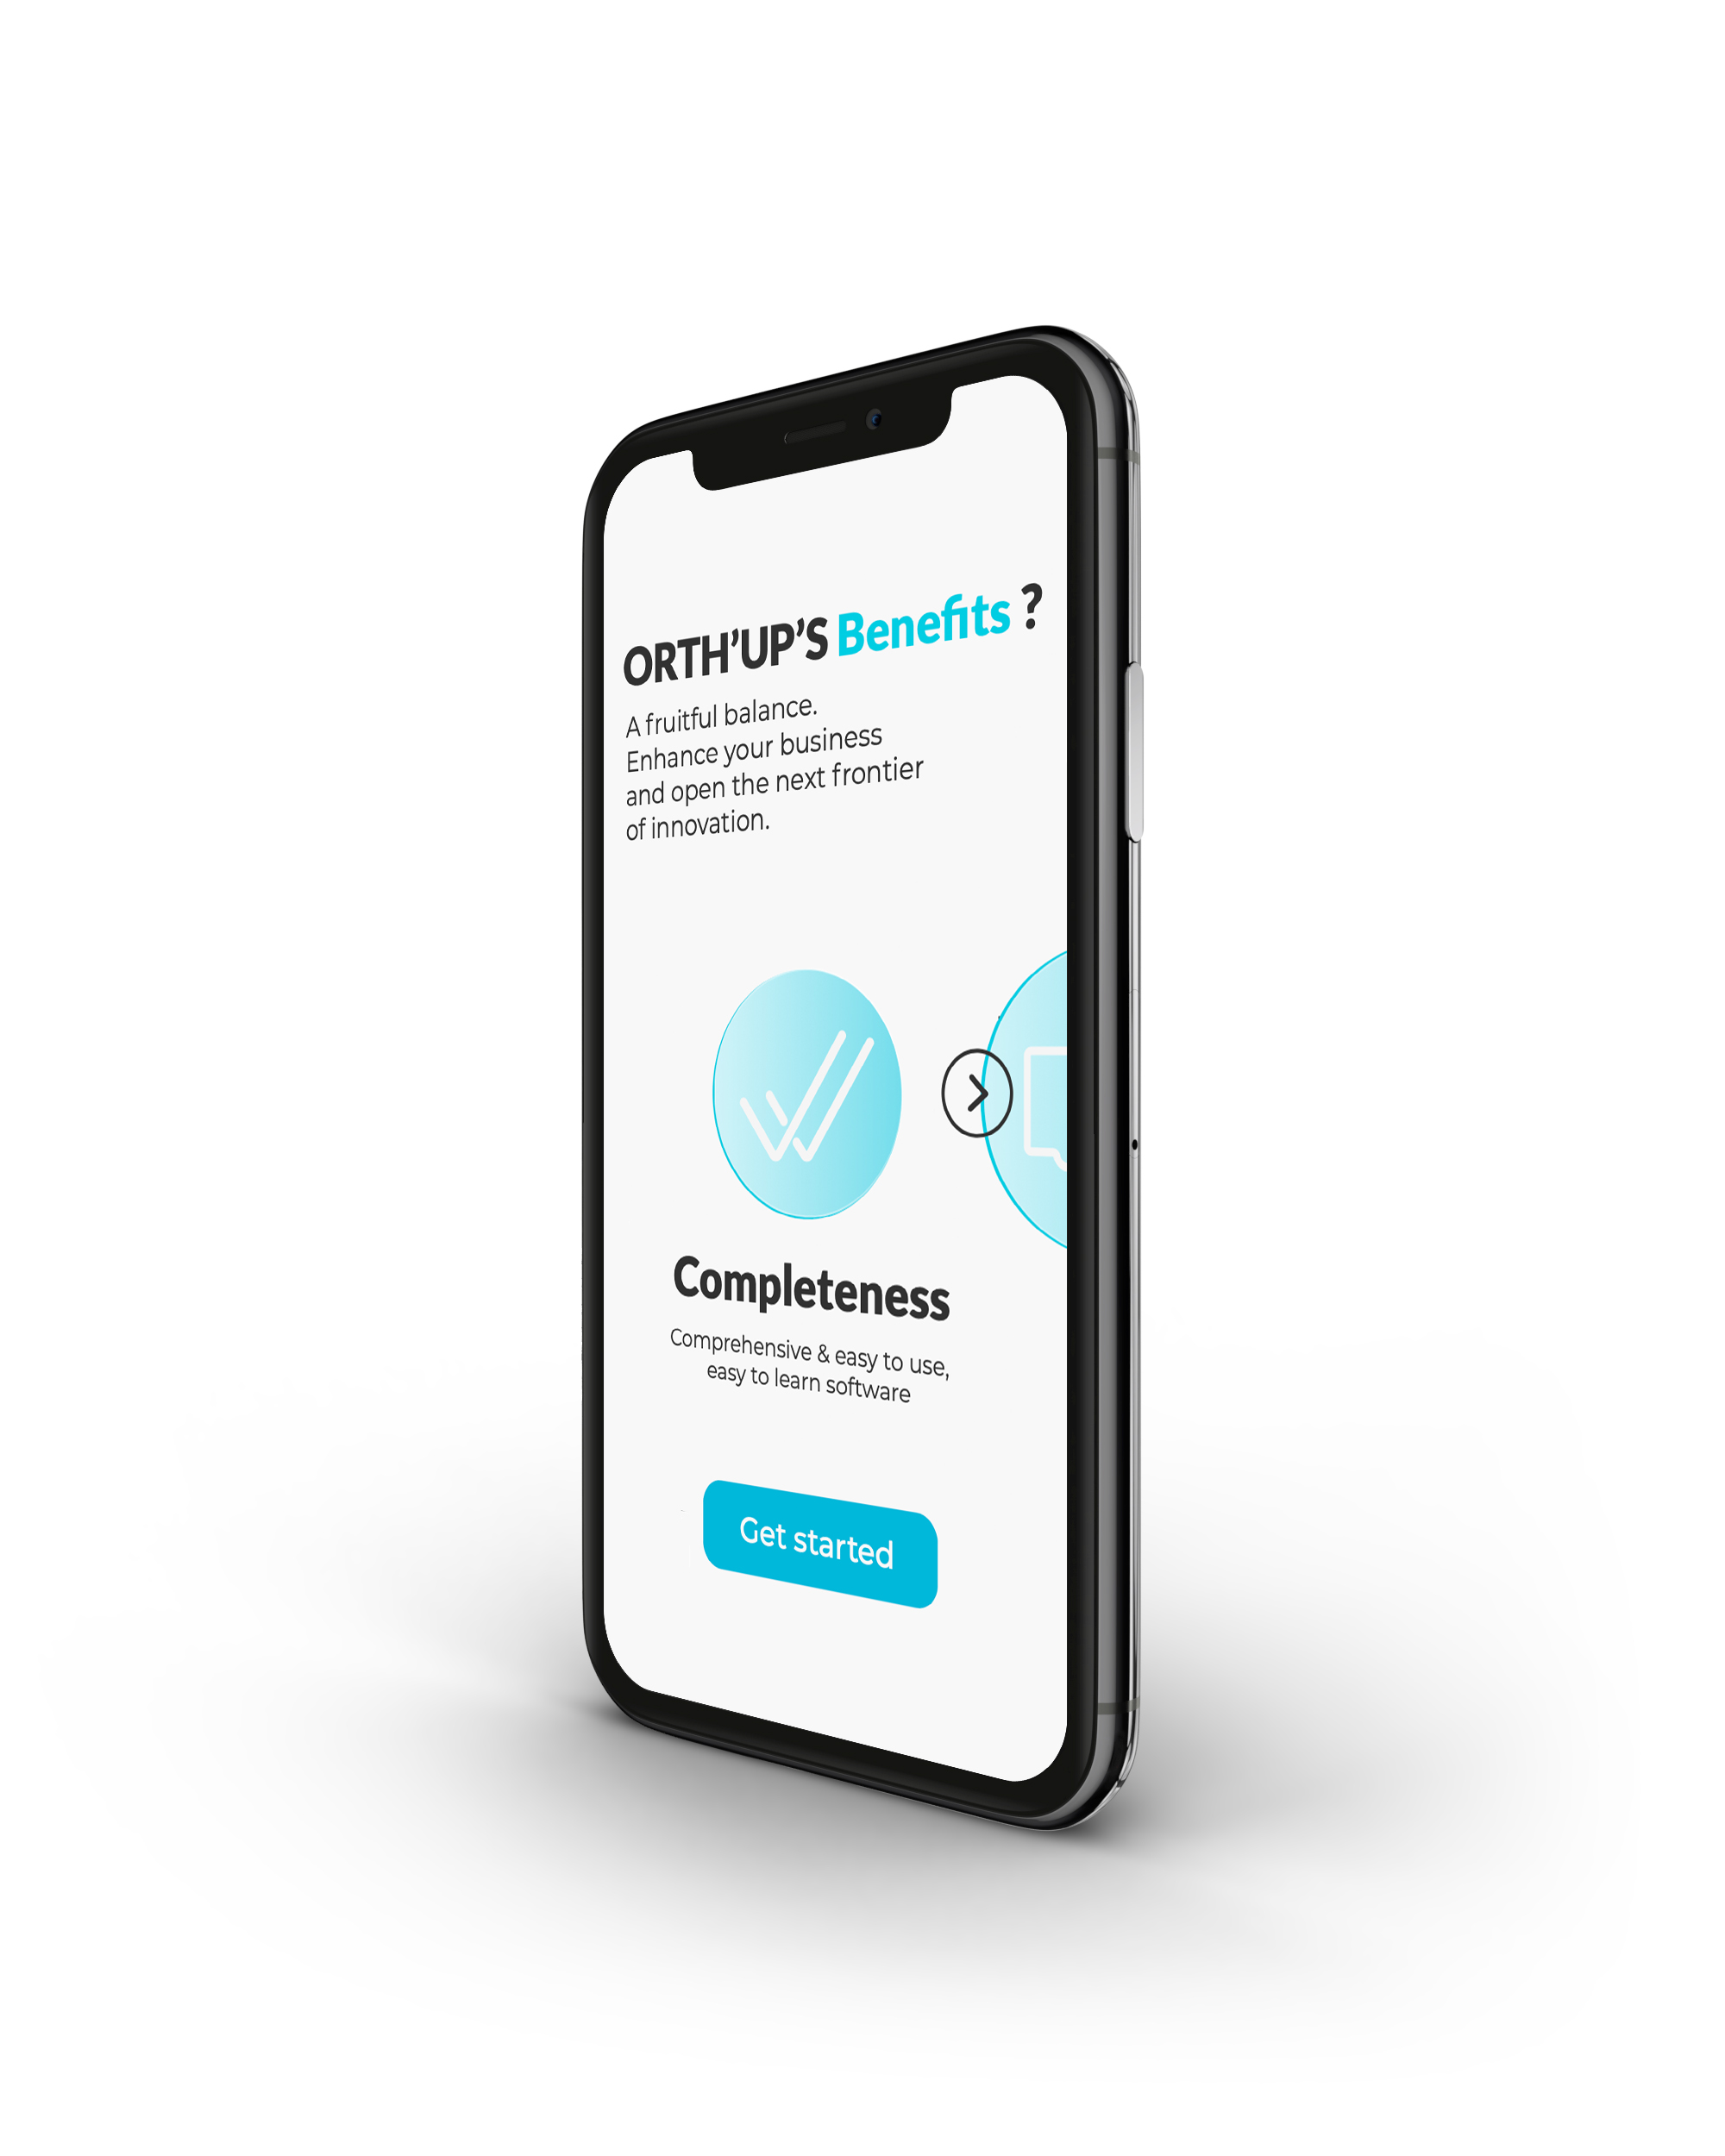 ORTH'UP'S Benefits ?
A fruitful balance.
Enhance your business
and open the next frontier
of innovation.
Completeness
Comprehensive & easy to use,
easy to learn software
Get started